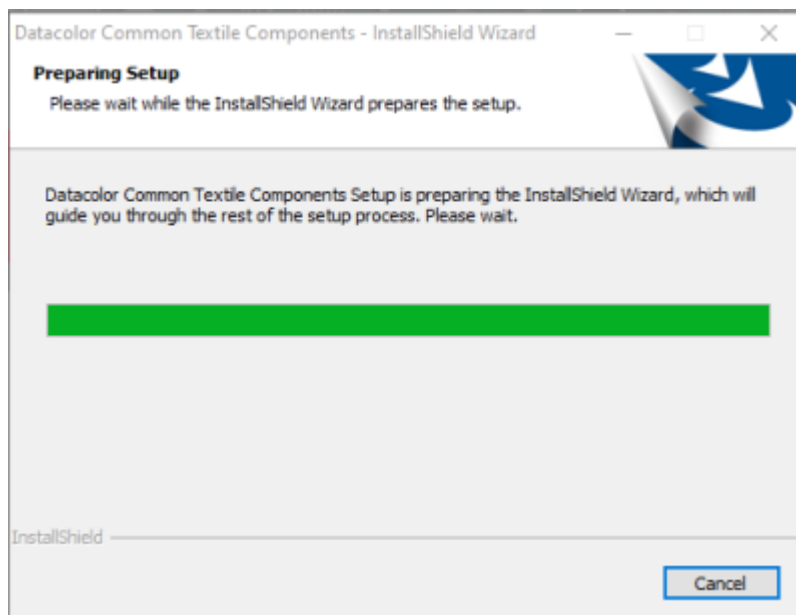 Datacolor Common Textile Components - InstallShield Wizard
Preparing Setup
Please wait while the InstallShield Wizard prepares the setup.
Datacolor Common Textile Components Setup is preparing the InstallShield Wizard, which will
guide you through the rest of the setup process. Please wait.
InstallShield
Cancel